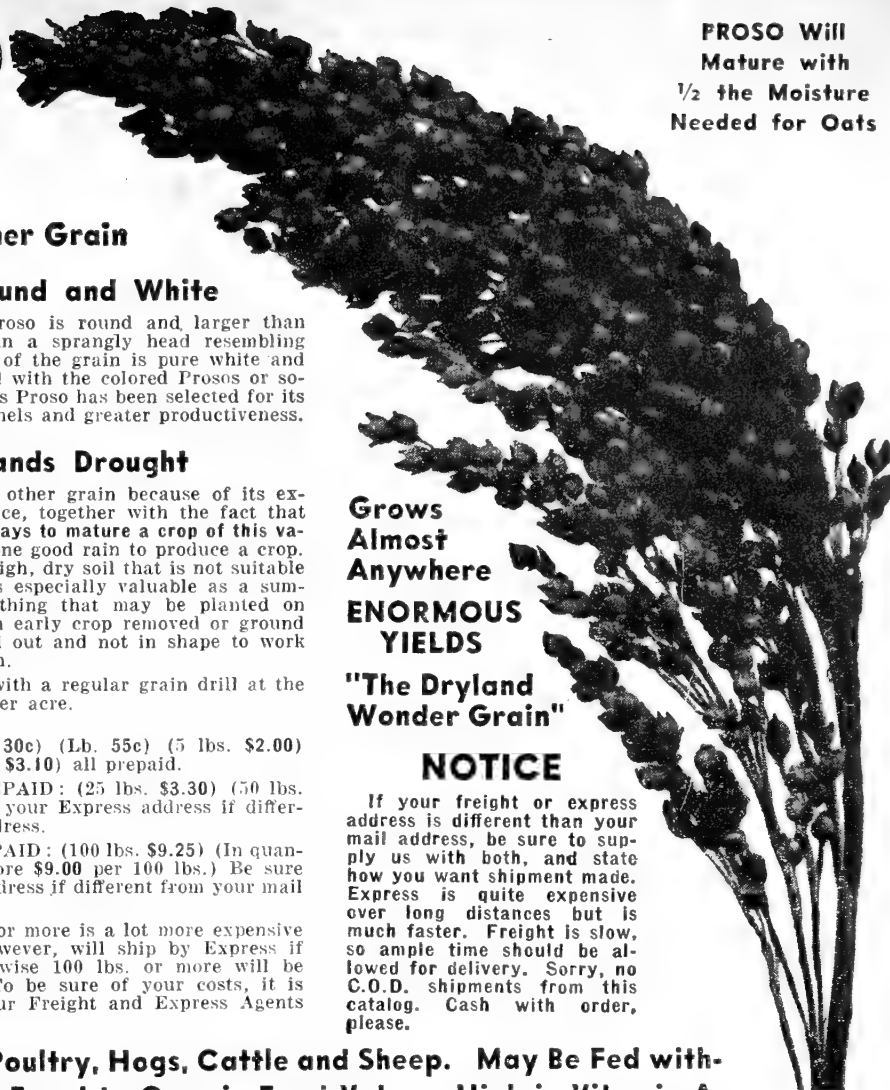 PROSO Will
Mature with
½ the Moisture
Needed for Oats
er Grain
und and White
roso is round and larger than
n a sprangly head resembling
of the grain is pure white and
with the colored Prosos or so-
s Proso has been selected for its
nels and greater productiveness.
ands Drought
other grain because of its ex-
ce, together with the fact that
ays to mature a crop of this va-
ne good rain to produce a crop.
igh, dry soil that is not suitable
s especially valuable as a sum-
thing that may be planted on
early crop removed or ground
out and not in shape to work
with a regular grain drill at the
er acre.
30c) (Lb. 55c) (5 lbs. $2.00)
$3.10) all prepaid.
PAID: (25 lbs. $3.30) (50 lbs.
your Express address if differ-
dress.
PAID: (100 lbs. $9.25) (In quan-
ore $9.00 per 100 lbs.) Be sure
dress if different from your mail
or more is a lot more expensive
wever, will ship by Express if
wise 100 lbs. or more will be
To be sure of your costs, it is
ur Freight and Express Agents
Grows
Almost
Anywhere
ENORMOUS
YIELDS
"The Dryland
Wonder Grain"
NOTICE
If your freight or express
address is different than your
mail address, be sure to sup-
ply us with both, and state
how you want shipment made.
Express is quite expensive
over long distances but is
much faster. Freight is slow,
so ample time should be al-
lowed for delivery. Sorry, no
C.O.D. shipments from this
catalog. Cash with order,
please.
Poultry, Hogs, Cattle and Sheep. May Be Fed with-